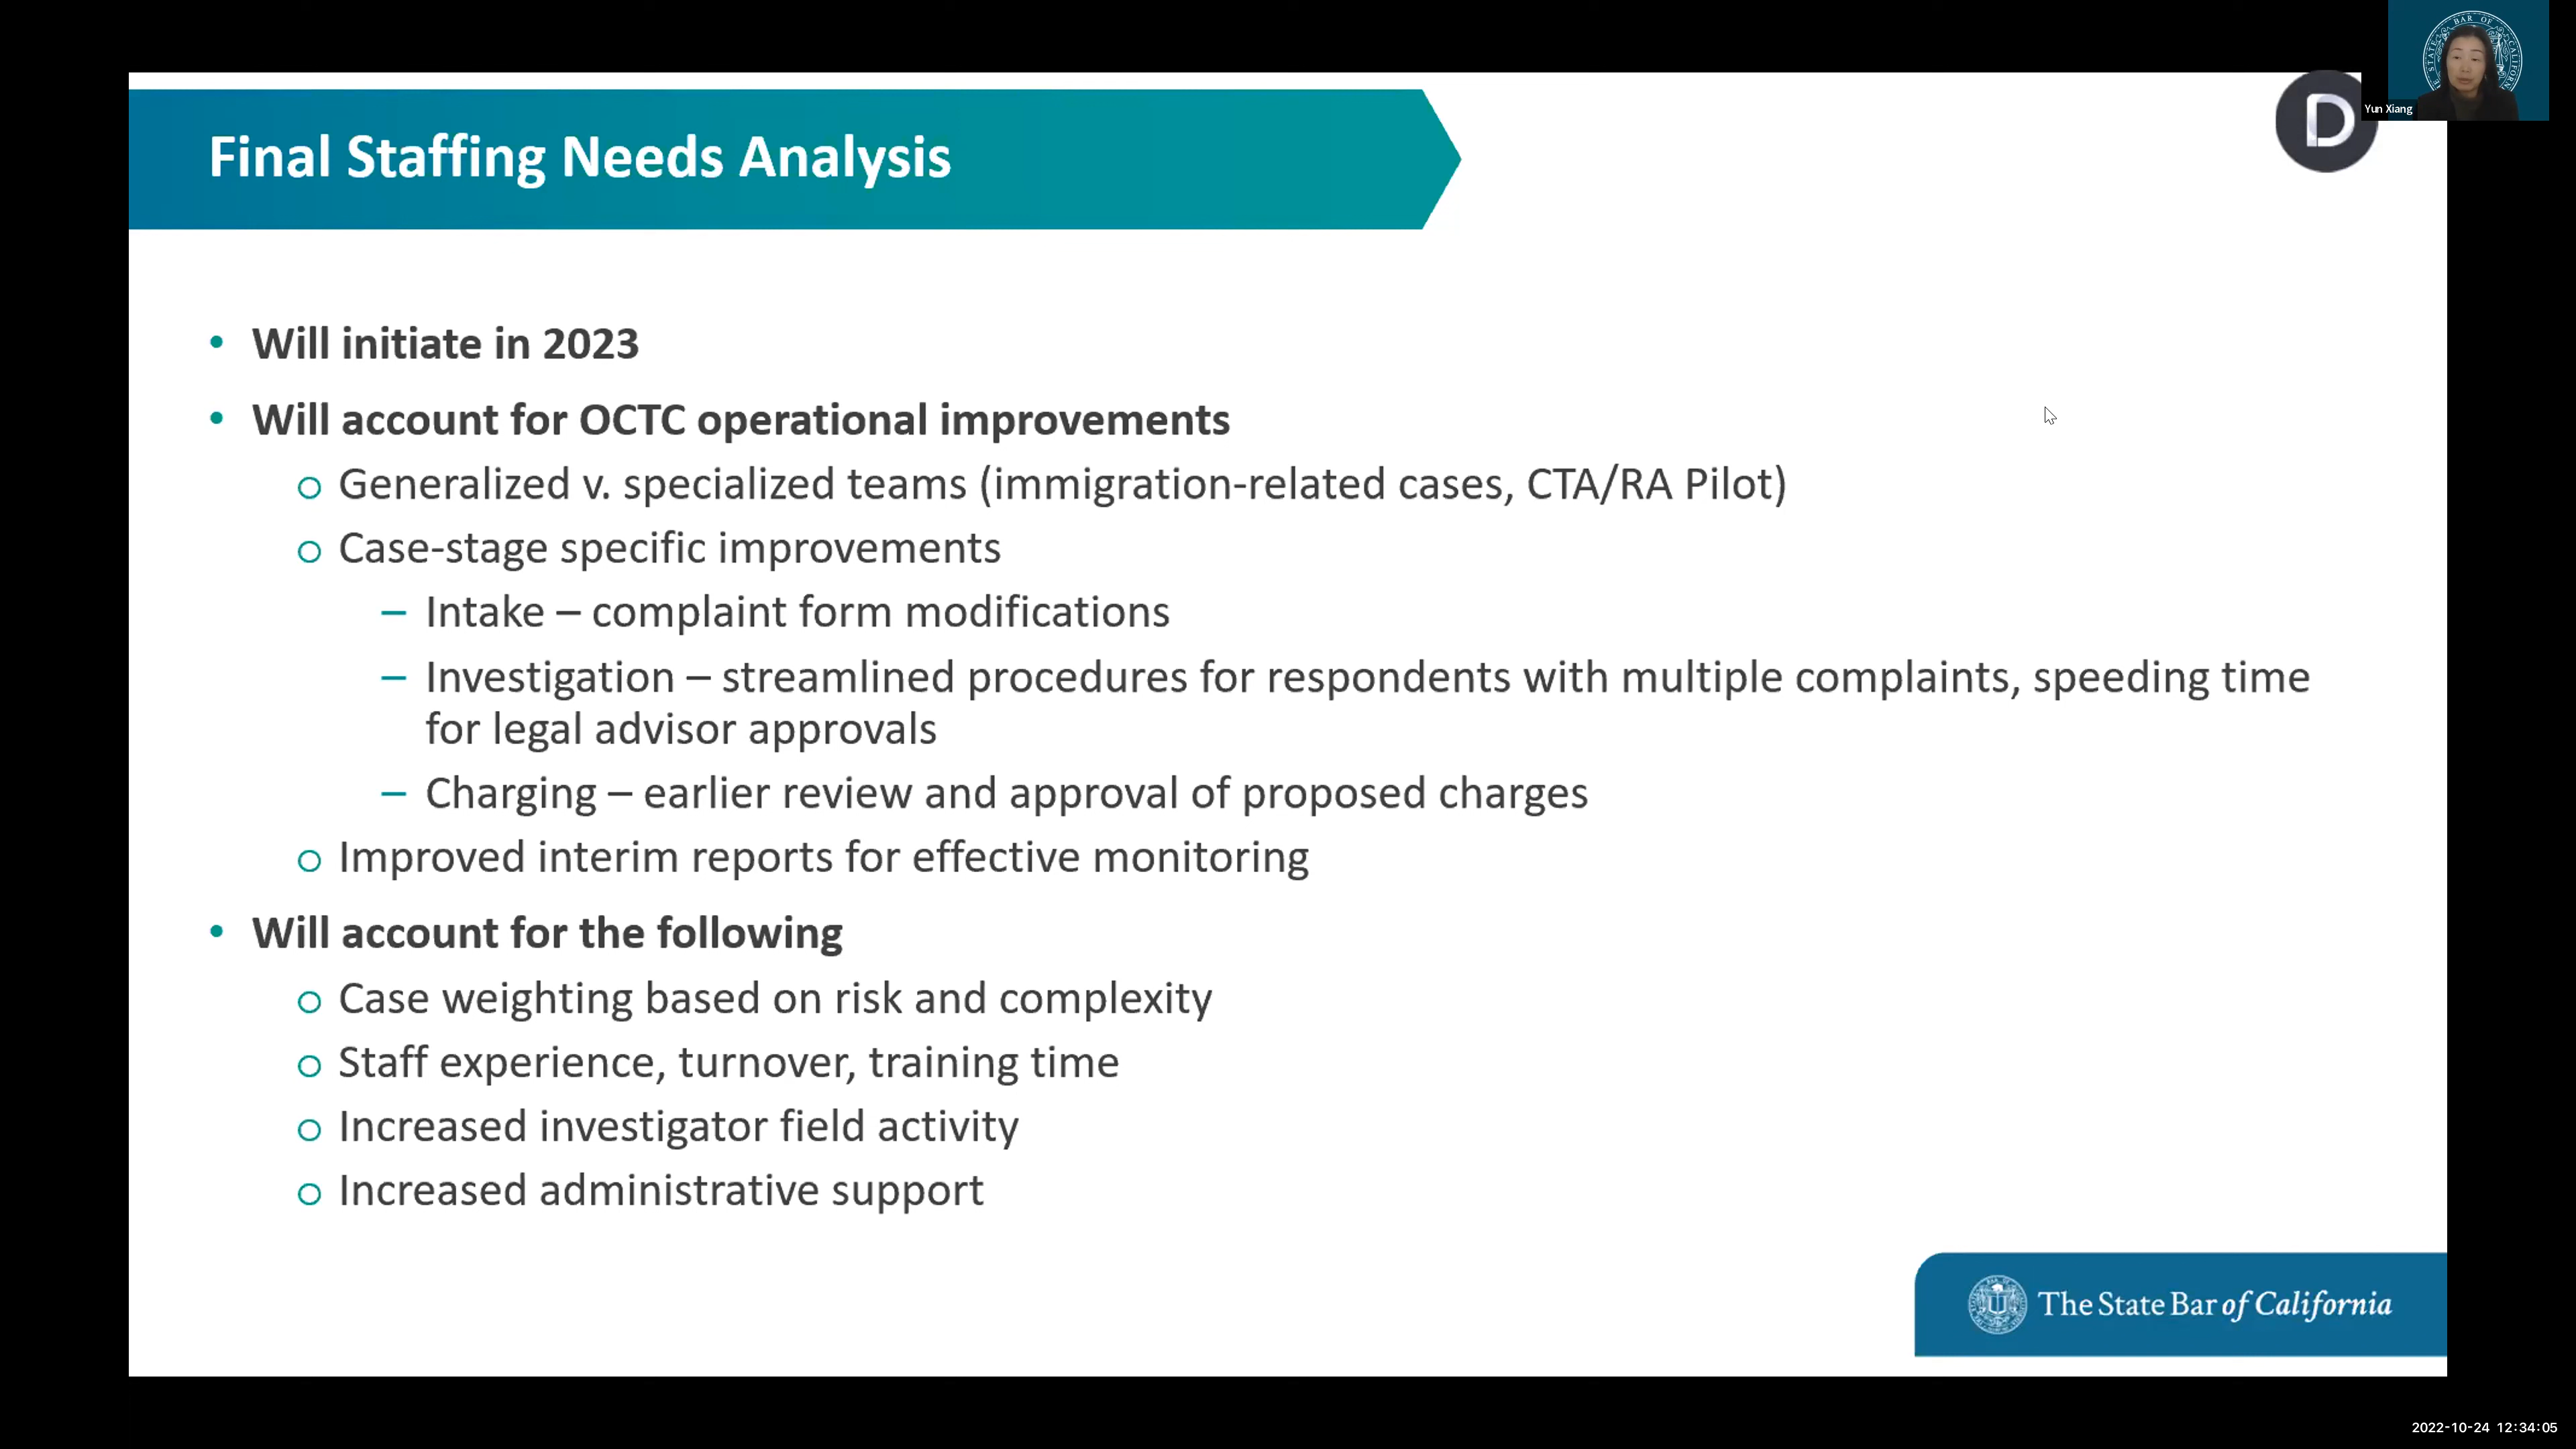 Final Staffing Needs Analysis
D
Yun Xiang
• Will initiate in 2023
• Will account for OCTC operational improvements
o Generalized v. specialized teams (immigration-related cases, CTA/RA Pilot)
o Case-stage specific improvements
– Intake – complaint form modifications
– Investigation – streamlined procedures for respondents with multiple complaints, speeding time
for legal advisor approvals
– Charging – earlier review and approval of proposed charges
o Improved interim reports for effective monitoring
• Will account for the following
o Case weighting based on risk and complexity
o Staff experience, turnover, training time
o Increased investigator field activity
o Increased administrative support
The State Bar of California
2022-10-24 12:34:05